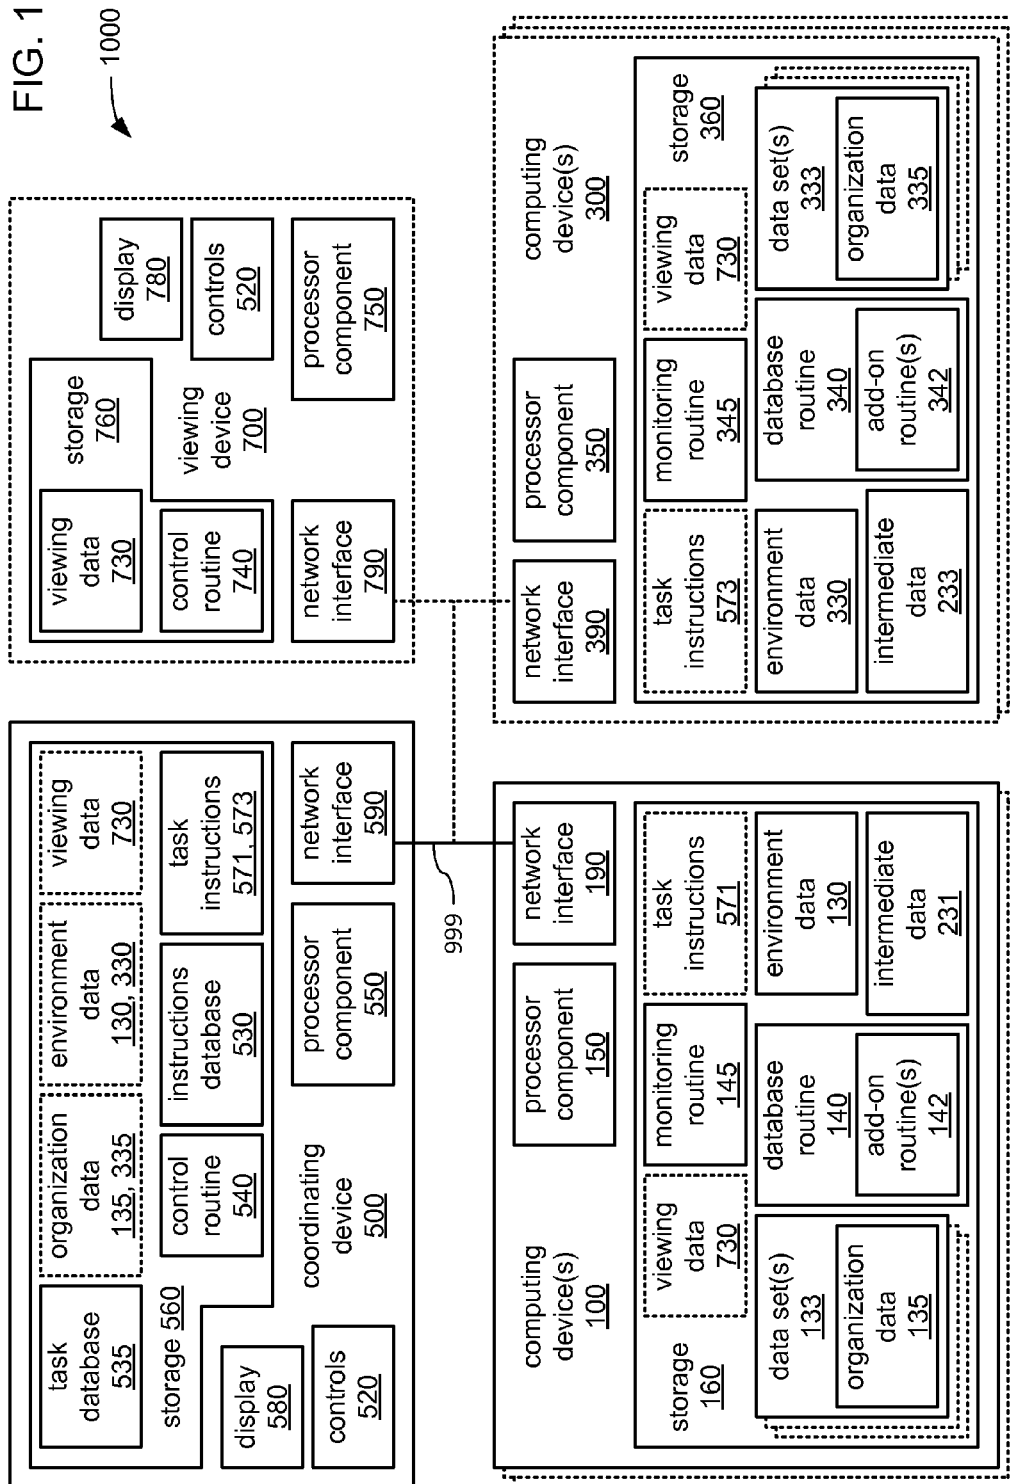 FIG. 1
1000
task
database
535
organization
data
135, 335
environment
data
130, 330
viewing
data
730
storage 560
control
routine
540
instructions
database
530
task
instructions
571, 573
display
580
controls
520
coordinating
device
500
processor
component
550
network
interface
590
999
viewing
data
730
storage
760
control
routine
740
viewing
device
700
display
780
controls
520
network
interface
790
processor
component
750
computing
device(s)
100
processor
component
150
network
interface
190
storage
160
viewing
data
730
monitoring
routine
145
task
instructions
571
data set(s)
133
organization
data
135
database
routine
140
add-on
routine(s)
142
environment
data
130
intermediate
data
231
network
interface
390
processor
component
350
computing
device(s)
300
task
instructions
573
monitoring
routine
345
viewing
data
730
storage
360
environment
data
330
intermediate
data
233
database
routine
340
add-on
routine(s)
342
data set(s)
333
organization
data
335